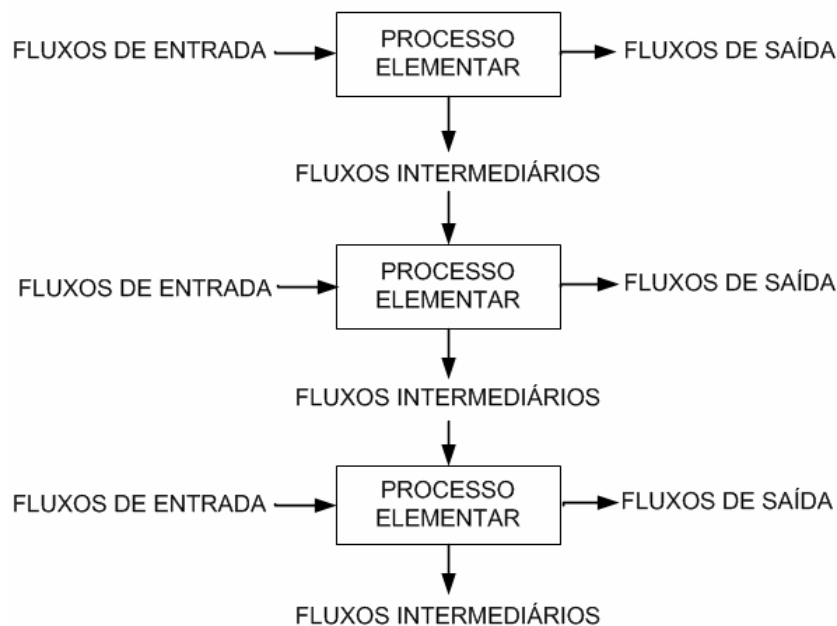 FLUXOS DE ENTRADA
PROCESSO
ELEMENTAR
FLUXOS DE SAÍDA
FLUXOS INTERMEDIÁRIOS
FLUXOS DE ENTRADA
PROCESSO
ELEMENTAR
FLUXOS DE SAÍDA
FLUXOS INTERMEDIÁRIOS
FLUXOS DE ENTRADA
PROCESSO
ELEMENTAR
FLUXOS DE SAÍDA
FLUXOS INTERMEDIÁRIOS